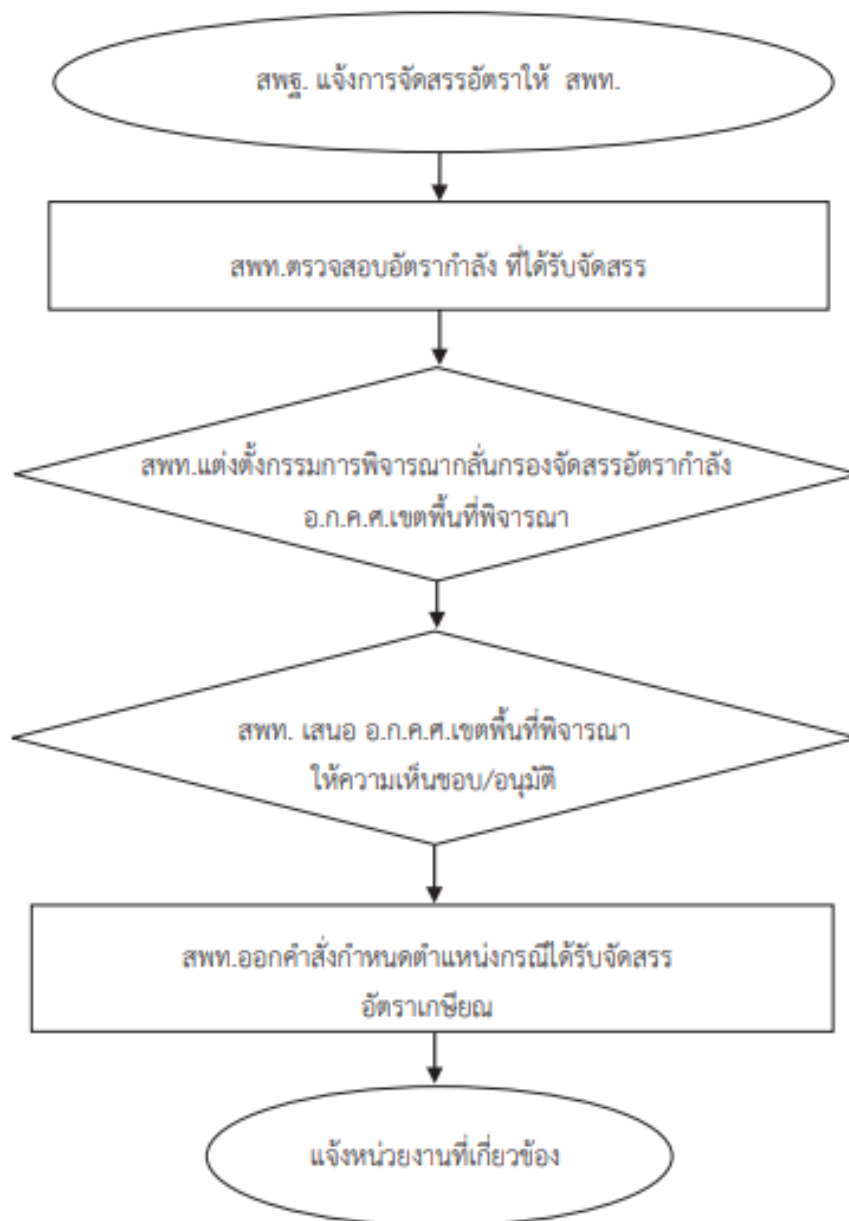 สพฐ. แจ้งการจัดสรรอัตราให้ สพท.
สพท.ตรวจสอบอัตรากำลัง ที่ได้รับจัดสรร
สพท.แต่งตั้งกรรมการพิจารณากลั่นกรองจัดสรรอัตรากำลัง
อ.ก.ค.ศ.เขตพื้นที่พิจารณา
สพท. เสนอ อ.ก.ค.ศ.เขตพื้นที่พิจารณา
ให้ความเห็นชอบ/อนุมัติ
สพท.ออกคำสั่งกำหนดตำแหน่งกรณีได้รับจัดสรร
อัตราเกษียณ
แจ้งหน่วยงานที่เกี่ยวข้อง